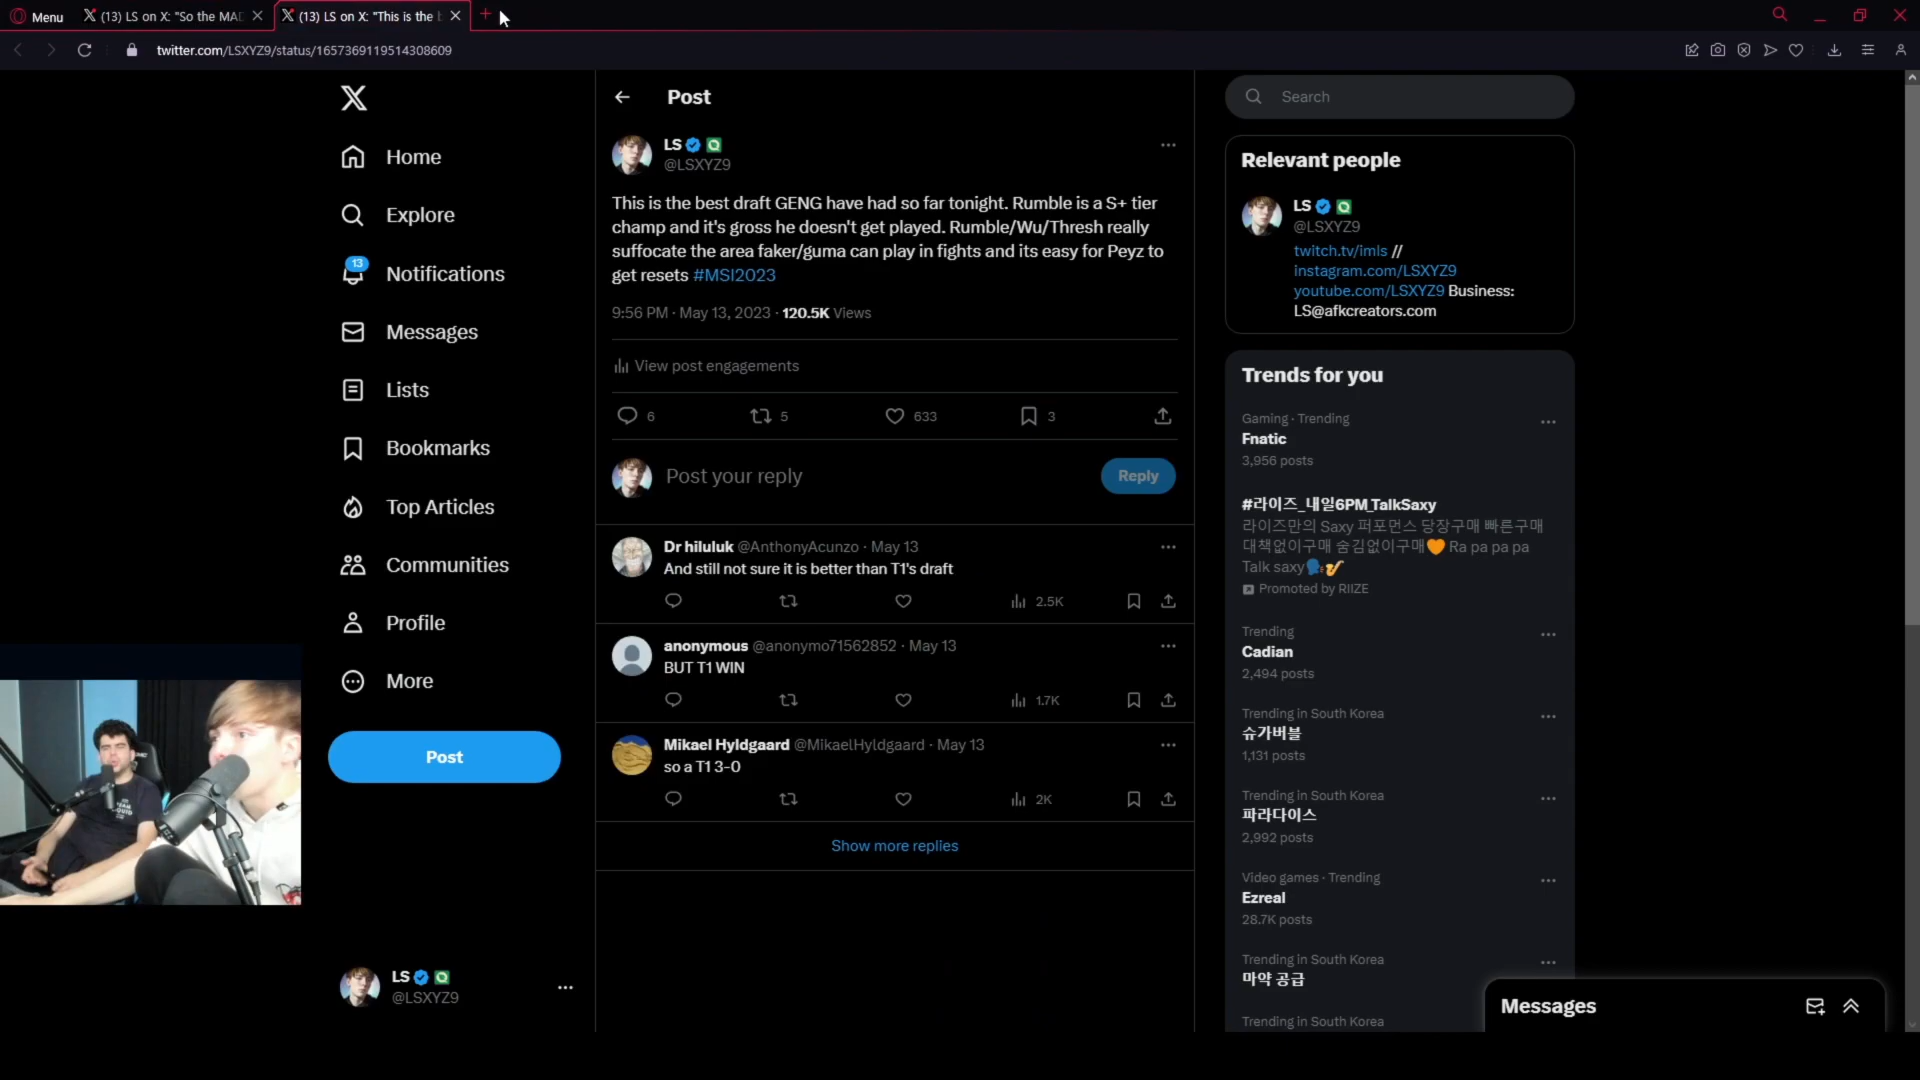 Menu
(13) LS on X: "So the MAD
(13) LS on X: "This is the b
twitter.com/LSXYZ9/status/1657369119514308609
Home
Explore
13
Notifications
Messages
Lists
Bookmarks
Top Articles
Communities
Profile
More
Post
LS
@LSXYZ9
Post
LS
@LSXYZ9
This is the best draft GENG have had so far tonight. Rumble is a S+ tier
champ and it's gross he doesn't get played. Rumble/Wu/Thresh really
suffocate the area faker/guma can play in fights and its easy for Peyz to
get resets #MSI2023
9:56 PM · May 13, 2023 · 120.5K Views
View post engagements
6 5 633 3
Post your reply
Reply
Dr hiluluk @AnthonyAcunzo · May 13
And still not sure it is better than T1's draft
2.5K
anonymous @anonymo71562852 · May 13
BUT T1 WIN
1.7K
Mikael Hyldgaard @MikaelHyldgaard · May 13
so a T1 3-0
2K
Show more replies
Search
Relevant people
LS
@LSXYZ9
twitch.tv/imls //
instagram.com/LSXYZ9
youtube.com/LSXYZ9 Business:
LS@afkcreators.com
Trends for you
Gaming · Trending
Fnatic
3,956 posts
#라이즈_내일6PM_TalkSaxy
라이즈만의 Saxy 퍼포먼스 당장구매 빠른구매
대책없이구매 숨김없이구매🧡 Ra pa pa pa
Talk saxy🗣️🎷
Promoted by RIIZE
Trending
Cadian
2,494 posts
Trending in South Korea
슈가버블
1,131 posts
Trending in South Korea
파라다이스
2,992 posts
Video games · Trending
Ezreal
28.7K posts
Trending in South Korea
마약 공급
Trending in South Korea
Messages